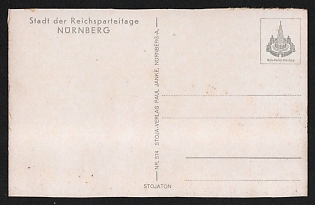 Stadt der Reichsparteitage
NÜRNBERG
NR. 514 STOJA-VERLAG PAUL JANKE, NÜRNBERG-A.
STOJATON